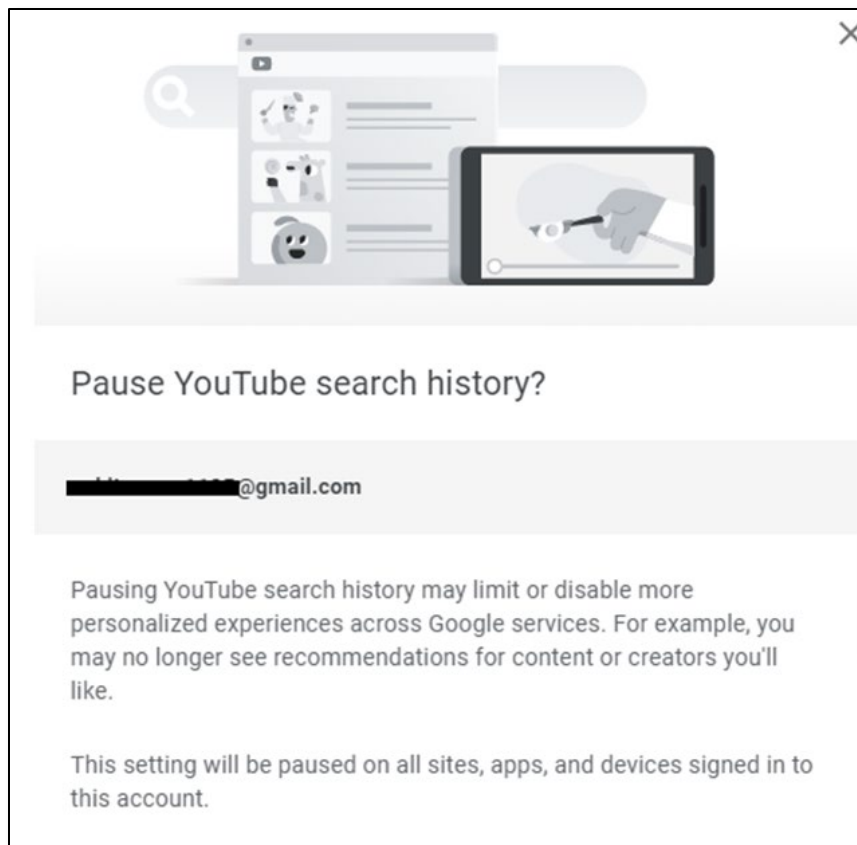 Pause YouTube search history?
@gmail.com
Pausing YouTube search history may limit or disable more
personalized experiences across Google services. For example, you
may no longer see recommendations for content or creators you'll
like.
This setting will be paused on all sites, apps, and devices signed in to
this account.